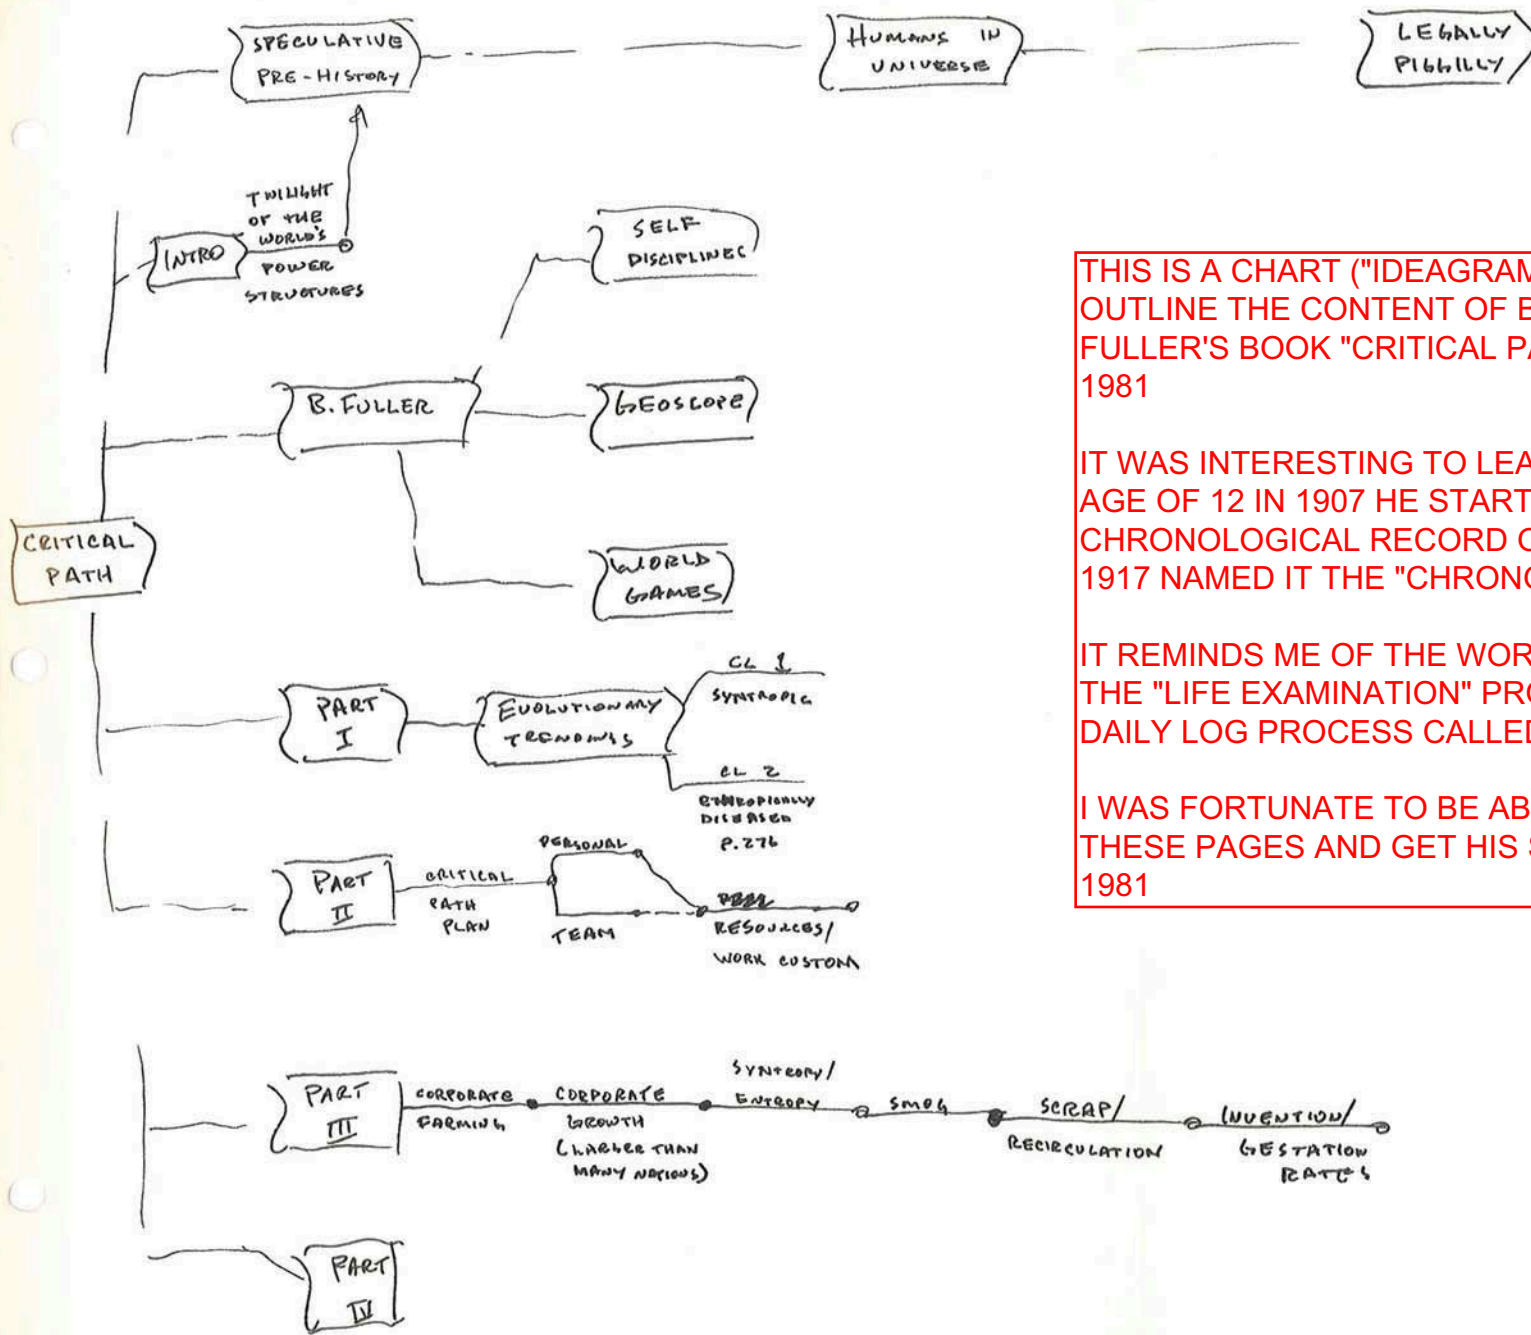 SPECULATIVE
PRE-HISTORY
HUMANS IN
UNIVERSE
LEGALLY
PIGGILLY
INTRO
TWILIGHT
OF THE
WORLD'S
POWER
STRUCTURES
SELF
DISCIPLINES
B. FULLER
GEOSCOPE
WORLD
GAMES
CRITICAL
PATH
PART
I
EVOLUTIONARY
TRENDINGS
CL 1
SYNTROPIC
CL 2
ENTROPICALLY
DISEASED
P. 276
PART
II
CRITICAL
PATH
PLAN
PERSONAL
TEAM
RESOURCES/
WORK CUSTOM
PART
III
CORPORATE
FARMING
CORPORATE
GROWTH
(LARGER THAN
MANY NATIONS)
SYNTROPY/
ENTROPY
SMOG
SCRAP/
RECIRCULATION
INVENTION/
GESTATION
RATES
PART
IV
THIS IS A CHART ("IDEAGRAM
OUTLINE THE CONTENT OF B
FULLER'S BOOK "CRITICAL PA
1981
IT WAS INTERESTING TO LEA
AGE OF 12 IN 1907 HE START
CHRONOLOGICAL RECORD O
1917 NAMED IT THE "CHRONO
IT REMINDS ME OF THE WOR
THE "LIFE EXAMINATION" PRO
DAILY LOG PROCESS CALLED
I WAS FORTUNATE TO BE AB
THESE PAGES AND GET HIS S
1981